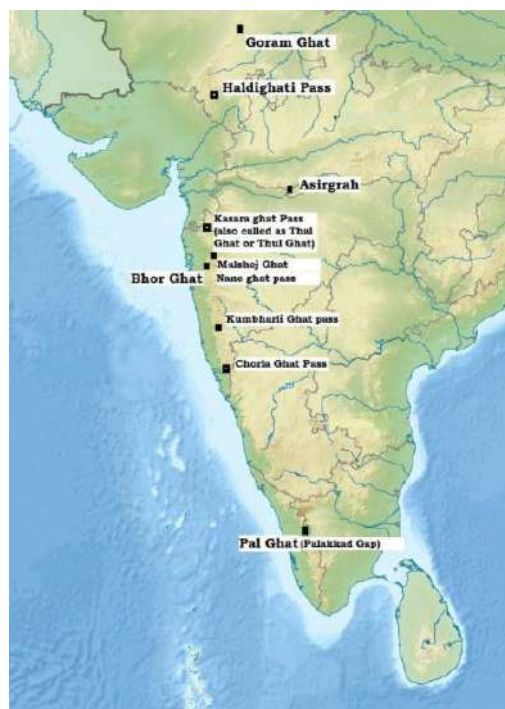 Goram Ghat
Haldighati Pass
Asirgrah
Kasara ghat Pass
(also called as Thal
Ghat or Thul Ghat)
Malshej Ghat
Bhor Ghat
Nane ghat pass
Kumbharli Ghat pass
Chorla Ghat Pass
Pal Ghat (Palakkad Gap)